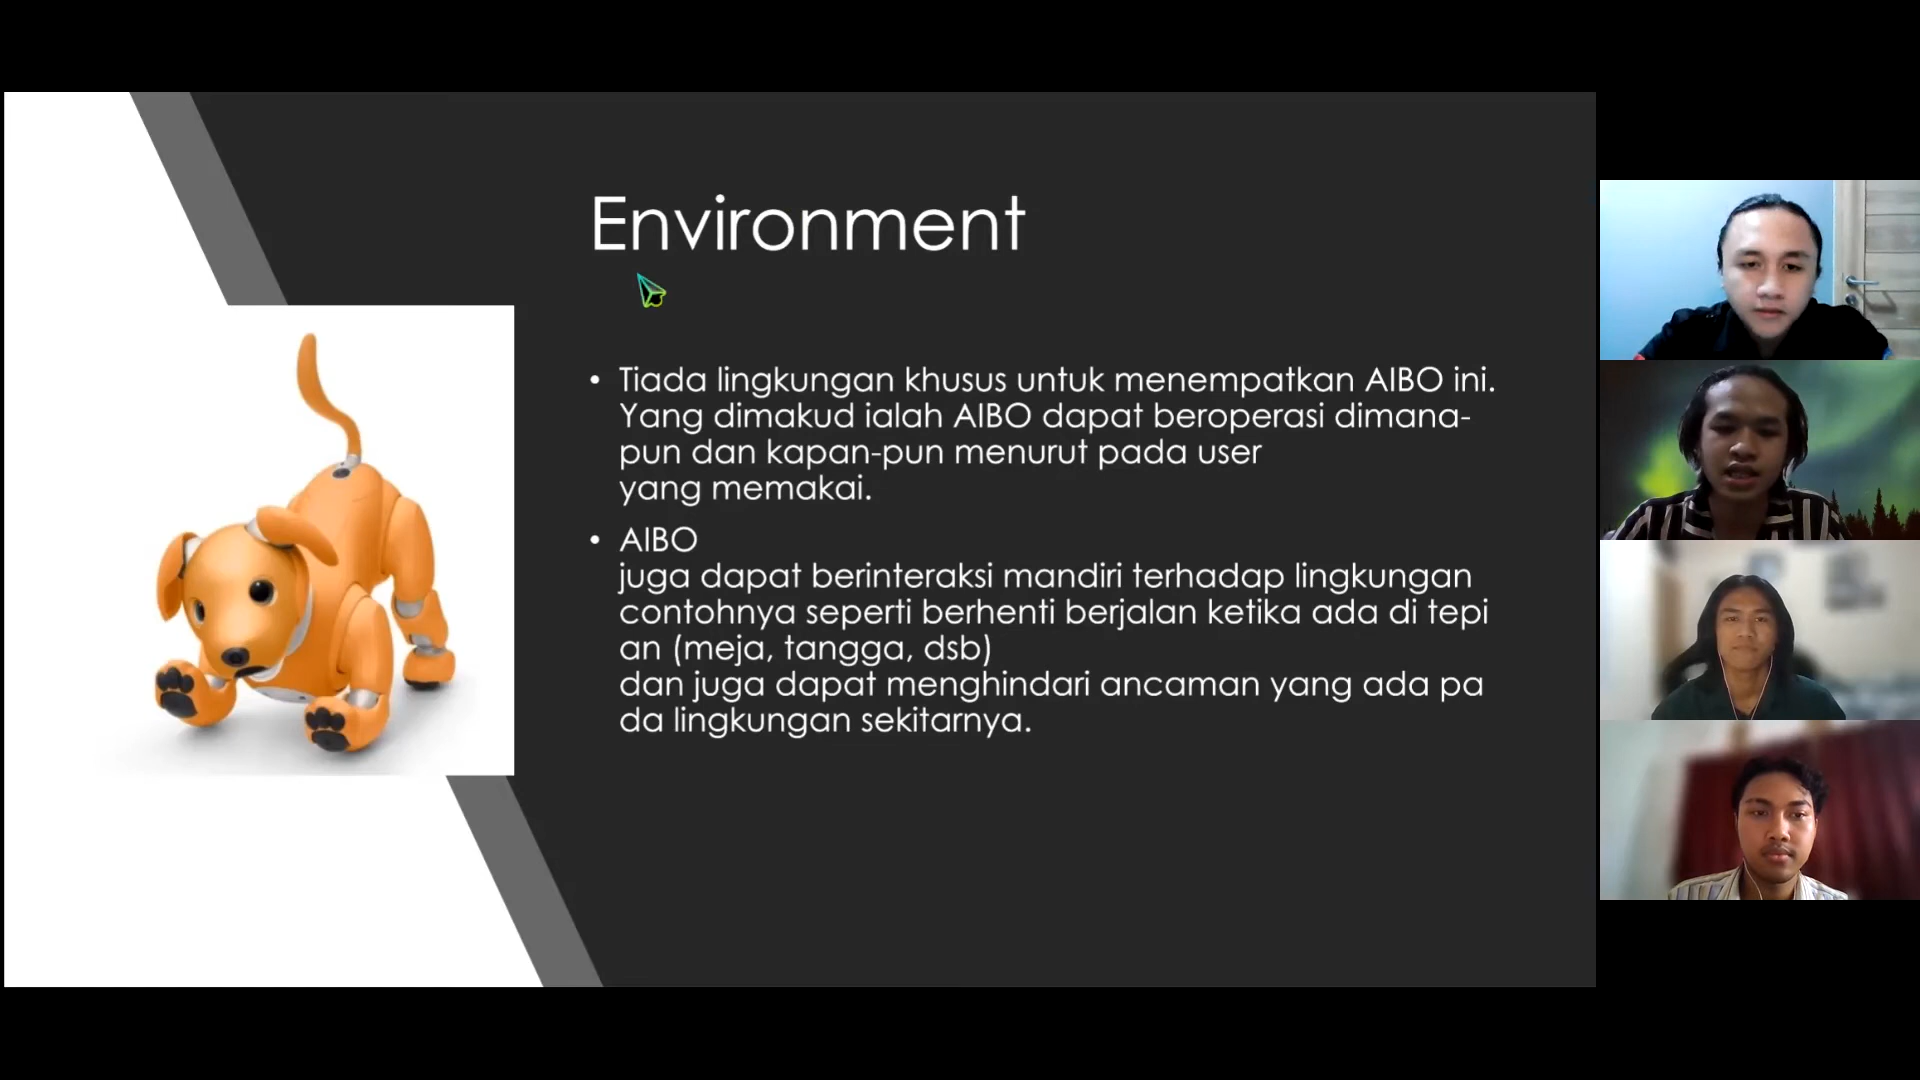 Environment
• Tiada lingkungan khusus untuk menempatkan AIBO ini.
Yang dimakud ialah AIBO dapat beroperasi dimana-
pun dan kapan-pun menurut pada user
yang memakai.
• AIBO
juga dapat berinteraksi mandiri terhadap lingkungan
contohnya seperti berhenti berjalan ketika ada di tepi
an (meja, tangga, dsb)
dan juga dapat menghindari ancaman yang ada pa
da lingkungan sekitarnya.